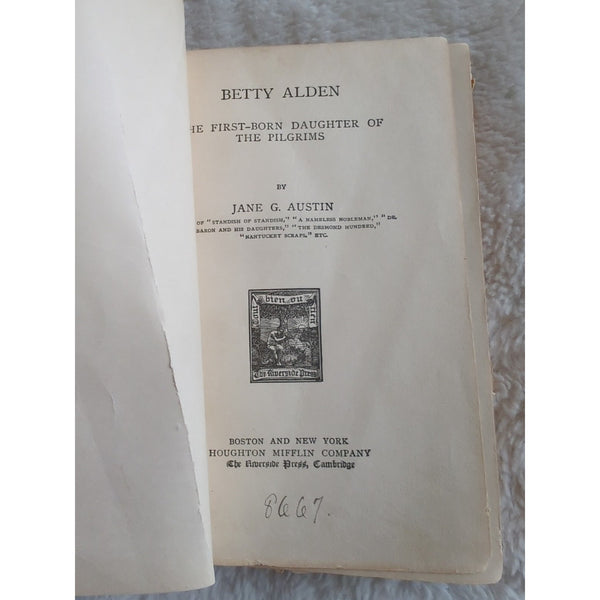 BETTY ALDEN
HE FIRST-BORN DAUGHTER OF
THE PILGRIMS
BY
JANE G. AUSTIN
OF "STANDISH OF STANDISH," "A NAMELESS NOBLEMAN," "DR.
BARON AND HIS DAUGHTERS," "THE DESMOND HUNDRED,"
"NANTUCKET SCRAPS," ETC.
Tout bien ou rien
The Riverside Press
BOSTON AND NEW YORK
HOUGHTON MIFFLIN COMPANY
The Riverside Press, Cambridge
8667.